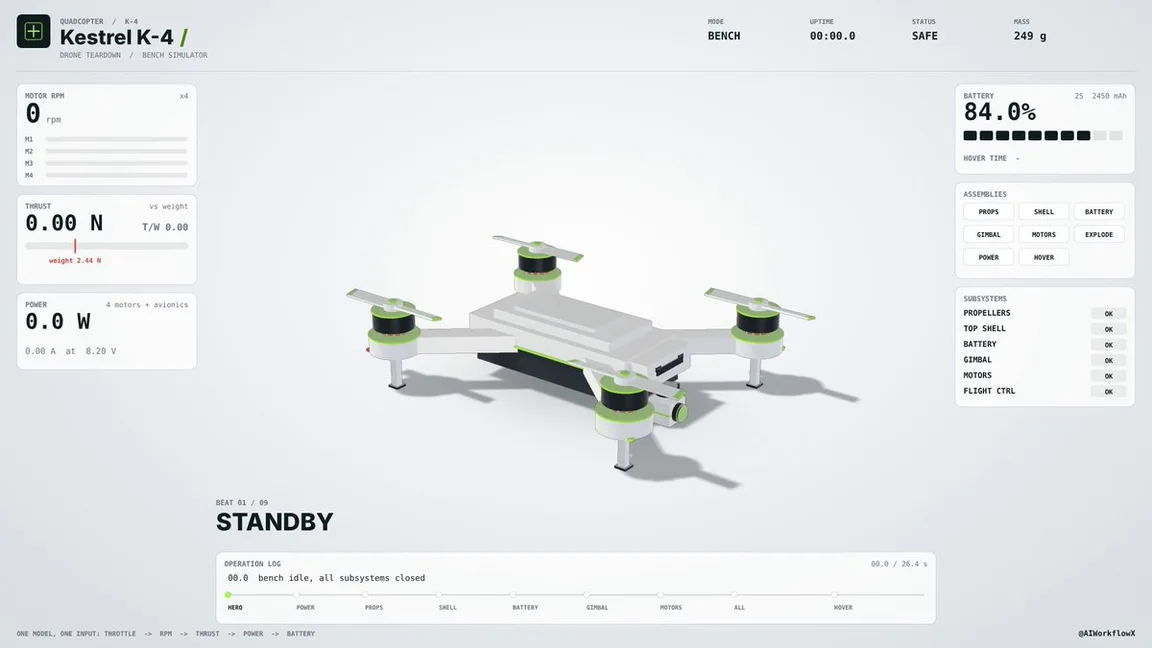 QUADCOPTER / K-4
Kestrel K-4 /
DRONE TEARDOWN / BENCH SIMULATOR
MODE
BENCH
UPTIME
00:00.0
STATUS
SAFE
MASS
249 g
MOTOR RPM x4
0 rpm
M1
M2
M3
M4
THRUST vs weight
0.00 N T/W 0.00
weight 2.44 N
POWER 4 motors + avionics
0.0 W
0.00 A at 8.20 V
BATTERY 2S 2450 mAh
84.0%
HOVER TIME -
ASSEMBLIES
PROPS SHELL BATTERY
GIMBAL MOTORS EXPLODE
POWER HOVER
SUBSYSTEMS
PROPELLERS OK
TOP SHELL OK
BATTERY OK
GIMBAL OK
MOTORS OK
FLIGHT CTRL OK
BEAT 01 / 09
STANDBY
OPERATION LOG 00.0 / 26.4 s
00.0 bench idle, all subsystems closed
HERO POWER PROPS SHELL BATTERY GIMBAL MOTORS ALL HOVER
ONE MODEL, ONE INPUT: THROTTLE -> RPM -> THRUST -> POWER -> BATTERY
@AIWorkflowX